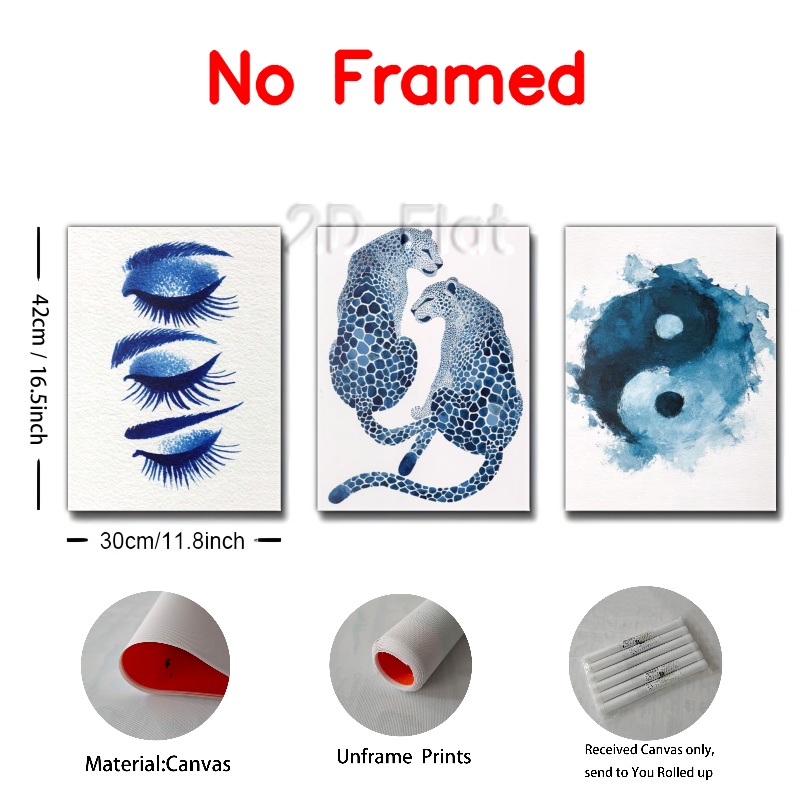 No Framed
2D Flat
42cm / 16.5inch
30cm/11.8inch
Material:Canvas
Unframe Prints
Received Canvas only,
send to You Rolled up